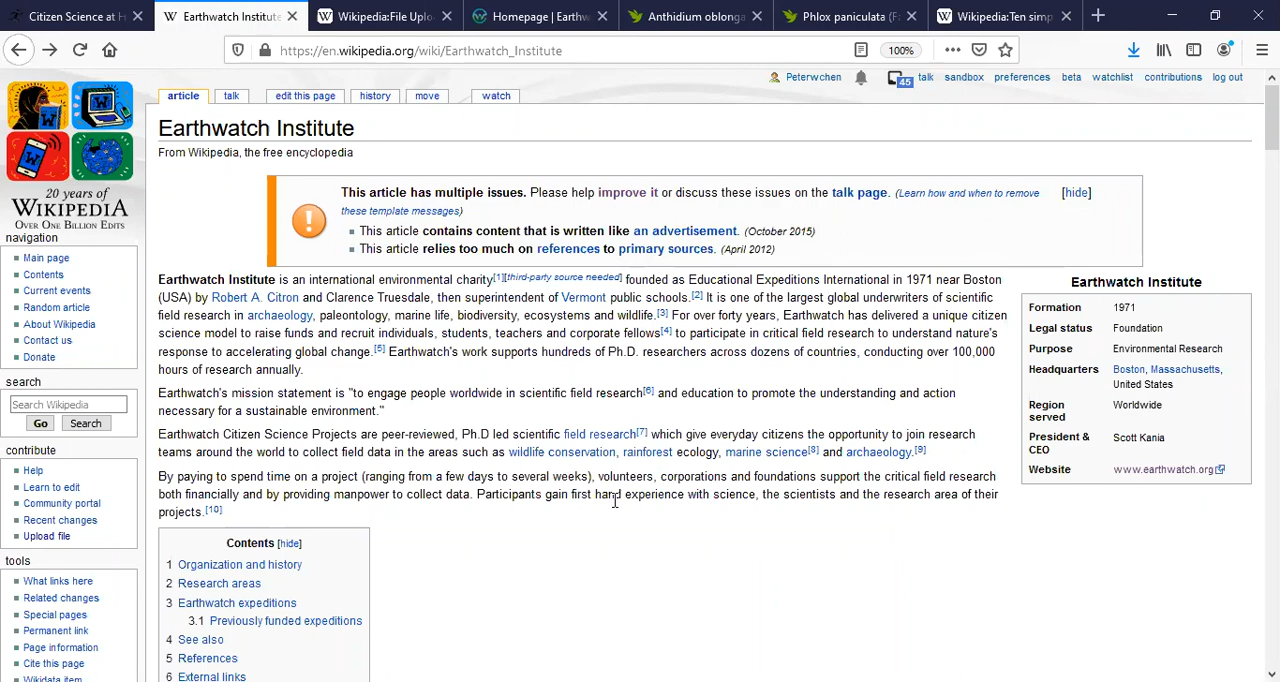 Citizen Science at H
Earthwatch Institute
Wikipedia:File Uplo
Homepage | Earthw
Anthidium oblonga
Phlox paniculata (F
Wikipedia:Ten simp
https://en.wikipedia.org/wiki/Earthwatch_Institute
100%
Peterwchen 45 talk sandbox preferences beta watchlist contributions log out
article talk edit this page history move watch
20 years of
WIKIPEDIA
OVER ONE BILLION EDITS
navigation
Main page
Contents
Current events
Random article
About Wikipedia
Contact us
Donate
search
Search Wikipedia
Go Search
contribute
Help
Learn to edit
Community portal
Recent changes
Upload file
tools
What links here
Related changes
Special pages
Permanent link
Page information
Cite this page
Wikidata item
Earthwatch Institute
From Wikipedia, the free encyclopedia
This article has multiple issues. Please help improve it or discuss these issues on the talk page. (Learn how and when to remove [hide]
these template messages)
This article contains content that is written like an advertisement. (October 2015)
This article relies too much on references to primary sources. (April 2012)
Earthwatch Institute is an international environmental charity[1][third-party source needed] founded as Educational Expeditions International in 1971 near Boston
(USA) by Robert A. Citron and Clarence Truesdale, then superintendent of Vermont public schools.[2] It is one of the largest global underwriters of scientific
field research in archaeology, paleontology, marine life, biodiversity, ecosystems and wildlife.[3] For over forty years, Earthwatch has delivered a unique citizen
science model to raise funds and recruit individuals, students, teachers and corporate fellows[4] to participate in critical field research to understand nature's
response to accelerating global change.[5] Earthwatch's work supports hundreds of Ph.D. researchers across dozens of countries, conducting over 100,000
hours of research annually.
Earthwatch's mission statement is "to engage people worldwide in scientific field research[6] and education to promote the understanding and action
necessary for a sustainable environment."
Earthwatch Citizen Science Projects are peer-reviewed, Ph.D led scientific field research[7] which give everyday citizens the opportunity to join research
teams around the world to collect field data in the areas such as wildlife conservation, rainforest ecology, marine science[8] and archaeology.[9]
By paying to spend time on a project (ranging from a few days to several weeks), volunteers, corporations and foundations support the critical field research
both financially and by providing manpower to collect data. Participants gain first hand experience with science, the scientists and the research area of their
projects.[10]
Contents [hide]
1 Organization and history
2 Research areas
3 Earthwatch expeditions
3.1 Previously funded expeditions
4 See also
5 References
6 External links
Earthwatch Institute
Formation 1971
Legal status Foundation
Purpose Environmental Research
Headquarters Boston, Massachusetts,
United States
Region Worldwide
served
President & Scott Kania
CEO
Website www.earthwatch.org